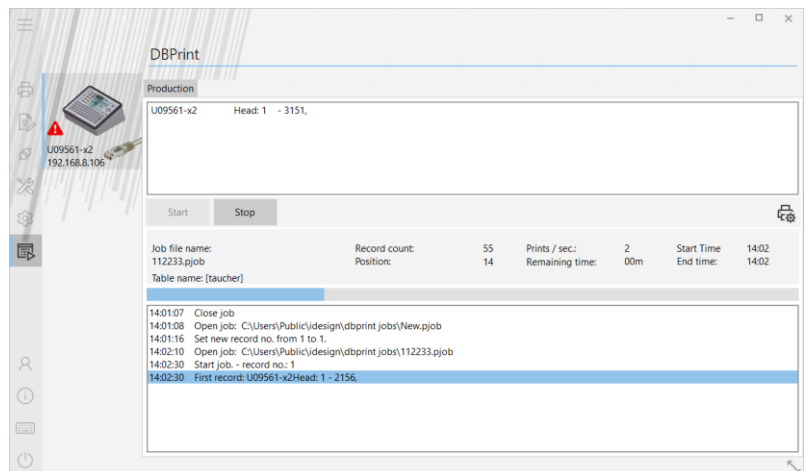 DBPrint
U09561-x2
192.168.8.106
Production
U09561-x2 Head: 1 - 3151,
Start Stop
Job file name: Record count: 55 Prints / sec.: 2 Start Time 14:02
112233.pjob Position: 14 Remaining time: 00m End time: 14:02
Table name: [taucher]
14:01:07 Close job
14:01:08 Open job: C:\Users\Public\idesign\dbprint jobs\New.pjob
14:01:16 Set new record no. from 1 to 1.
14:02:10 Open job: C:\Users\Public\idesign\dbprint jobs\112233.pjob
14:02:30 Start job. - record no.: 1
14:02:30 First record: U09561-x2Head: 1 - 2156,